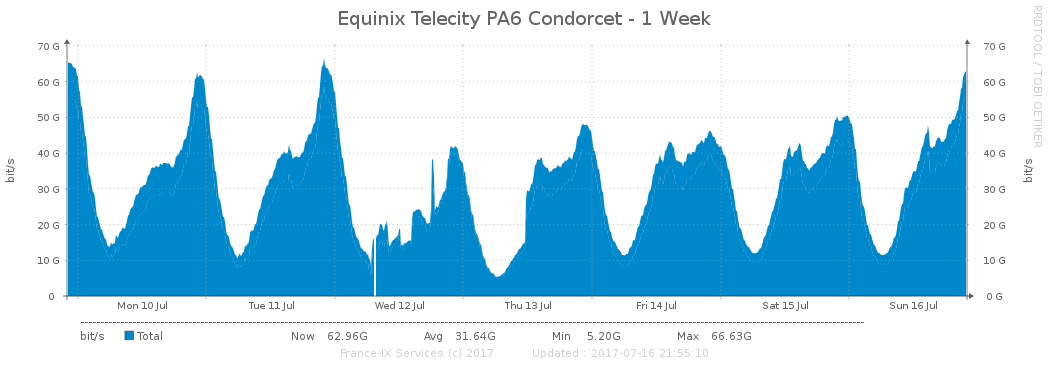 Equinix Telecity PA6 Condorcet - 1 Week
RRDTOOL / TOBI OETIKER
bit/s
70 G 70 G
60 G 60 G
50 G 50 G
40 G 40 G
30 G 30 G
20 G 20 G
10 G 10 G
0 0 G
bit/s
Mon 10 Jul Tue 11 Jul Wed 12 Jul Thu 13 Jul Fri 14 Jul Sat 15 Jul Sun 16 Jul
bit/s Total Now 62.96G Avg 31.64G Min 5.20G Max 66.63G
France-IX Services (c) 2017 Updated : 2017-07-16 21:55:10